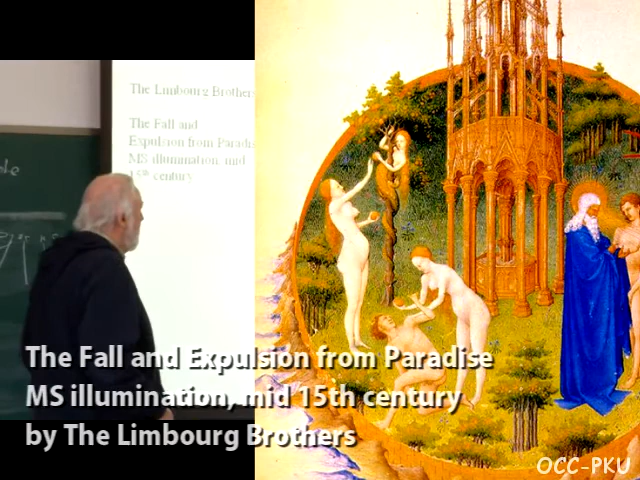 The Limbourg Brothers
The Fall and
Expulsion from Paradis
MS illumination, mid
15th century
The Fall and Expulsion from Paradise
MS illumination, mid 15th century
by The Limbourg Brothers
OCC-PKU